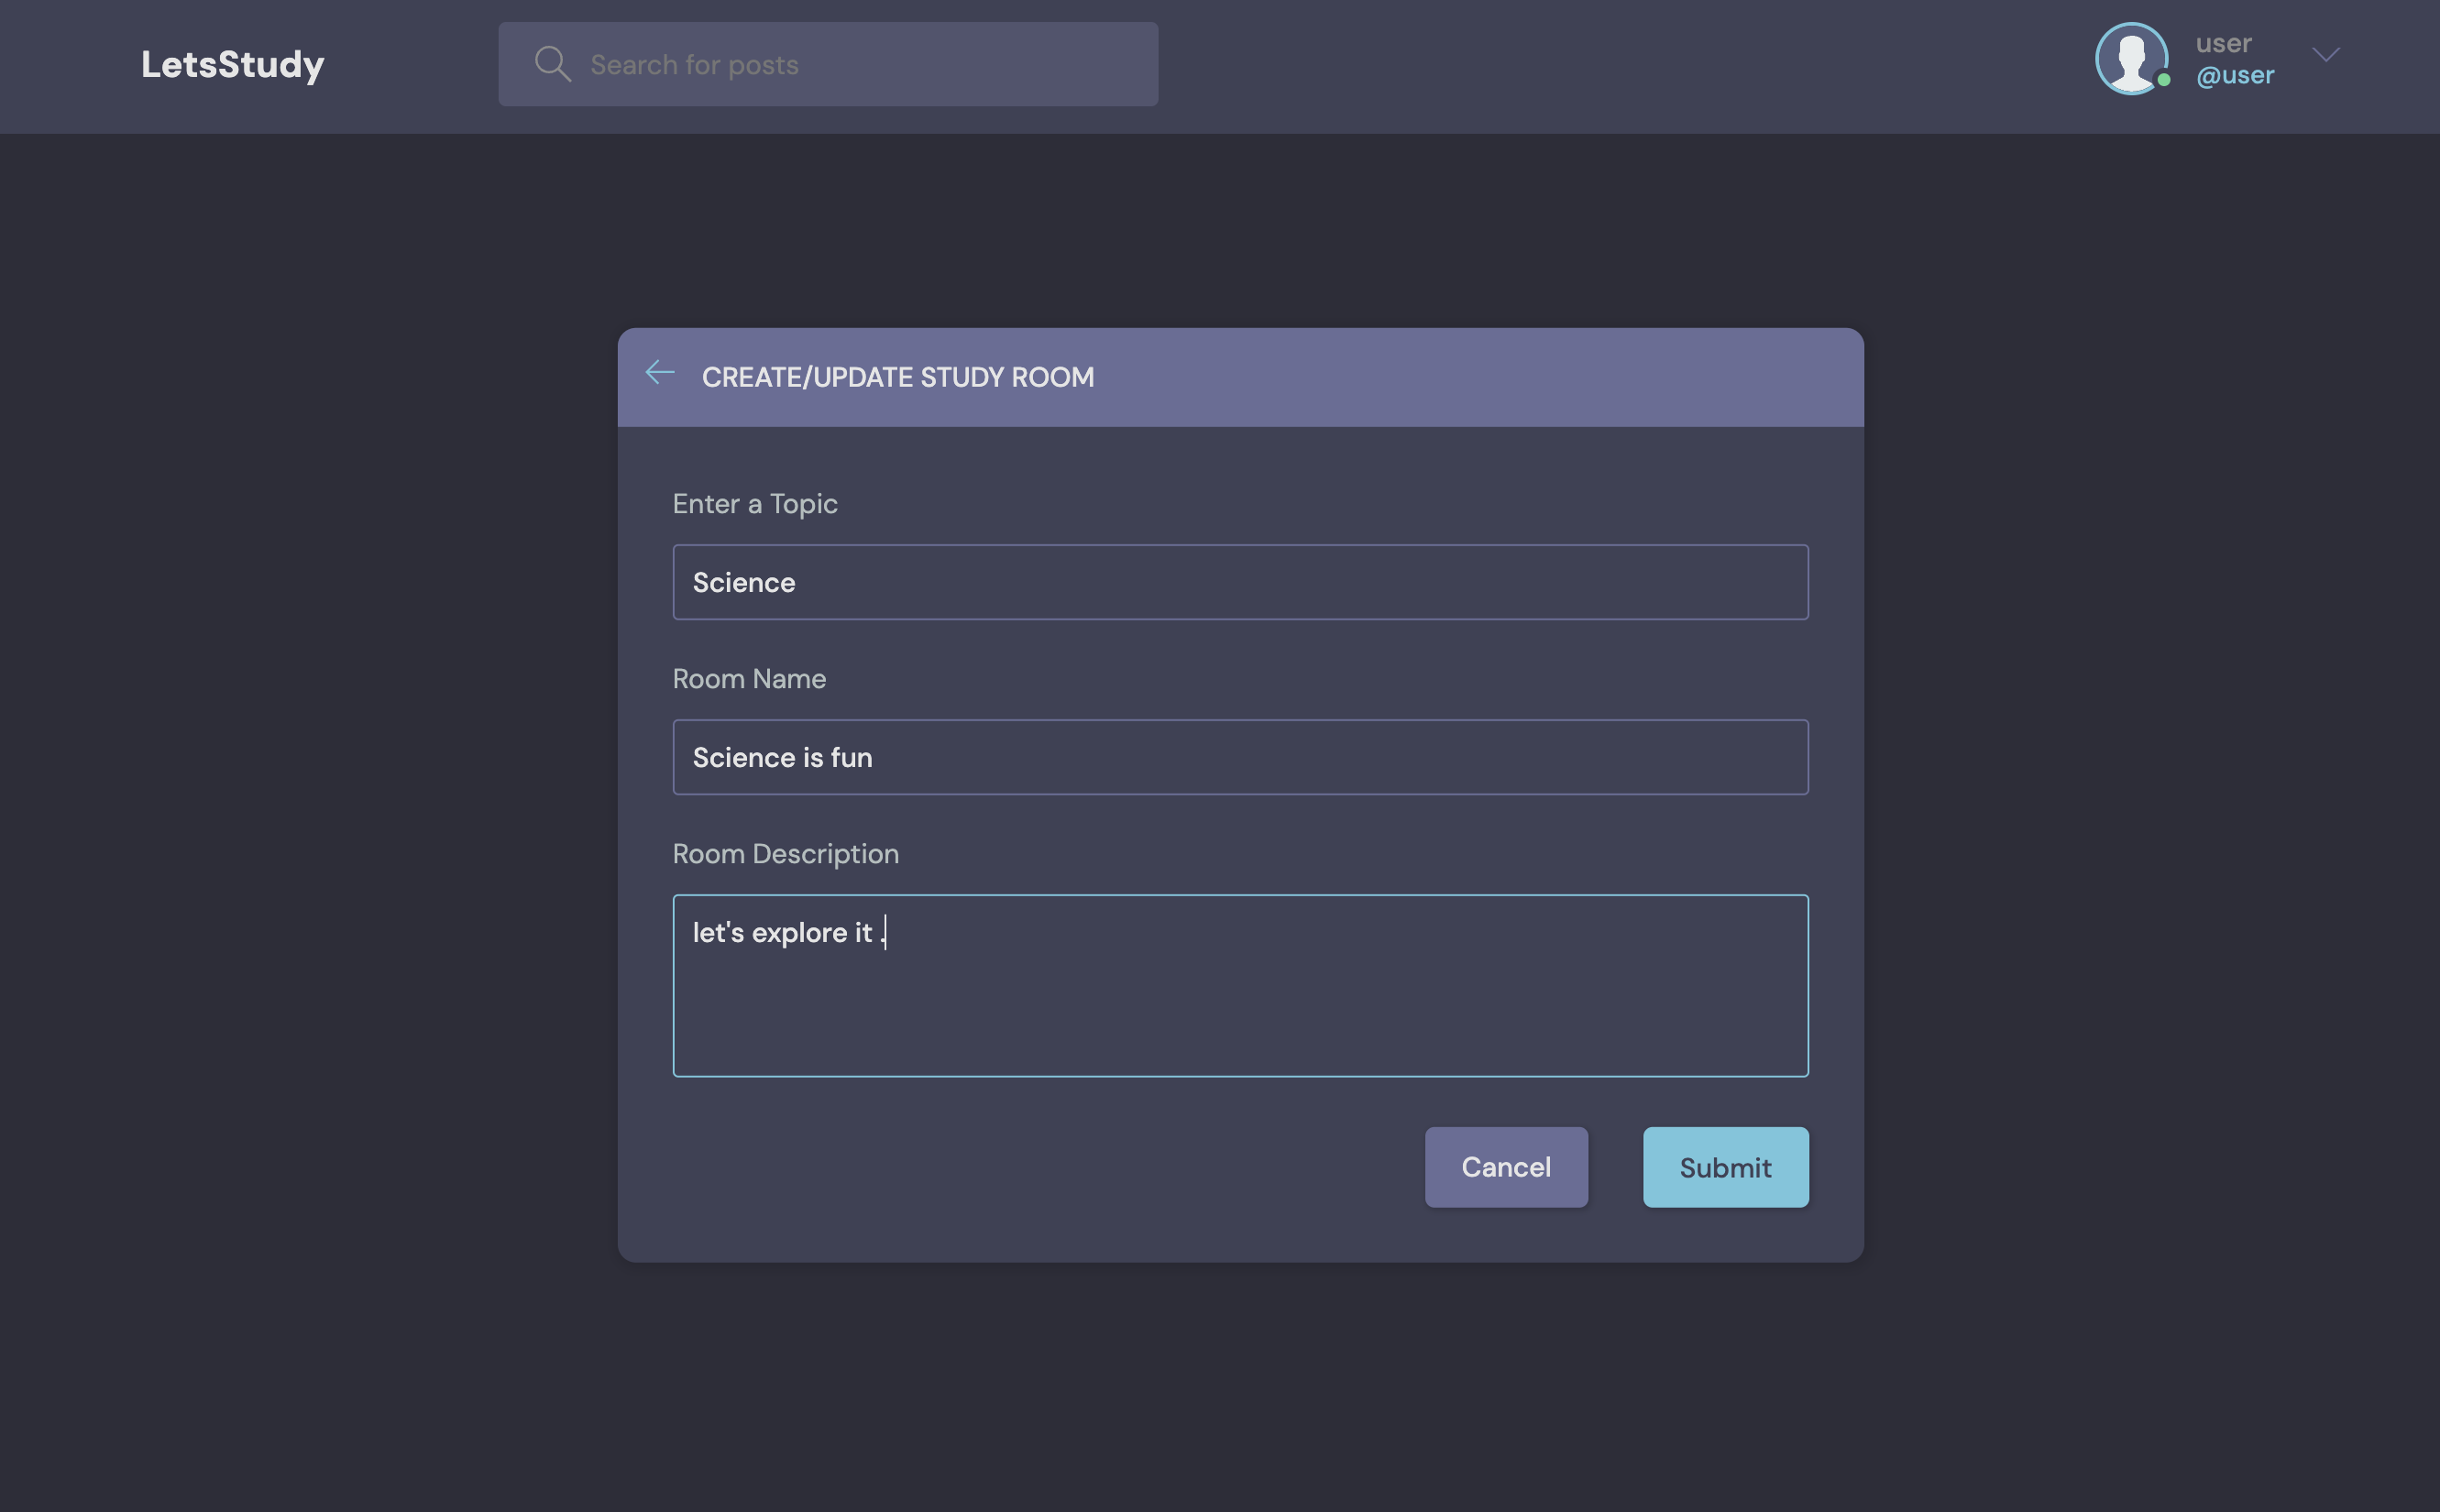 LetsStudy
Search for posts
user
@user
CREATE/UPDATE STUDY ROOM
Enter a Topic
Science
Room Name
Science is fun
Room Description
let's explore it .
Cancel
Submit